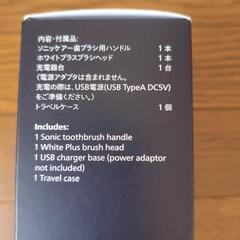 内容・付属品:
ソニッケアー歯ブラシ用ハンドル 1本
ホワイトプラスブラシヘッド 1本
充電器台 1台
(電源アダプタは含まれません。
充電の際は、USB電源(USB TypeA DC5V)
をご準備ください。)
トラベルケース 1個
Includes:
1 Sonic toothbrush handle
1 White Plus brush head
1 USB charger base (power adaptor
not included)
1 Travel case